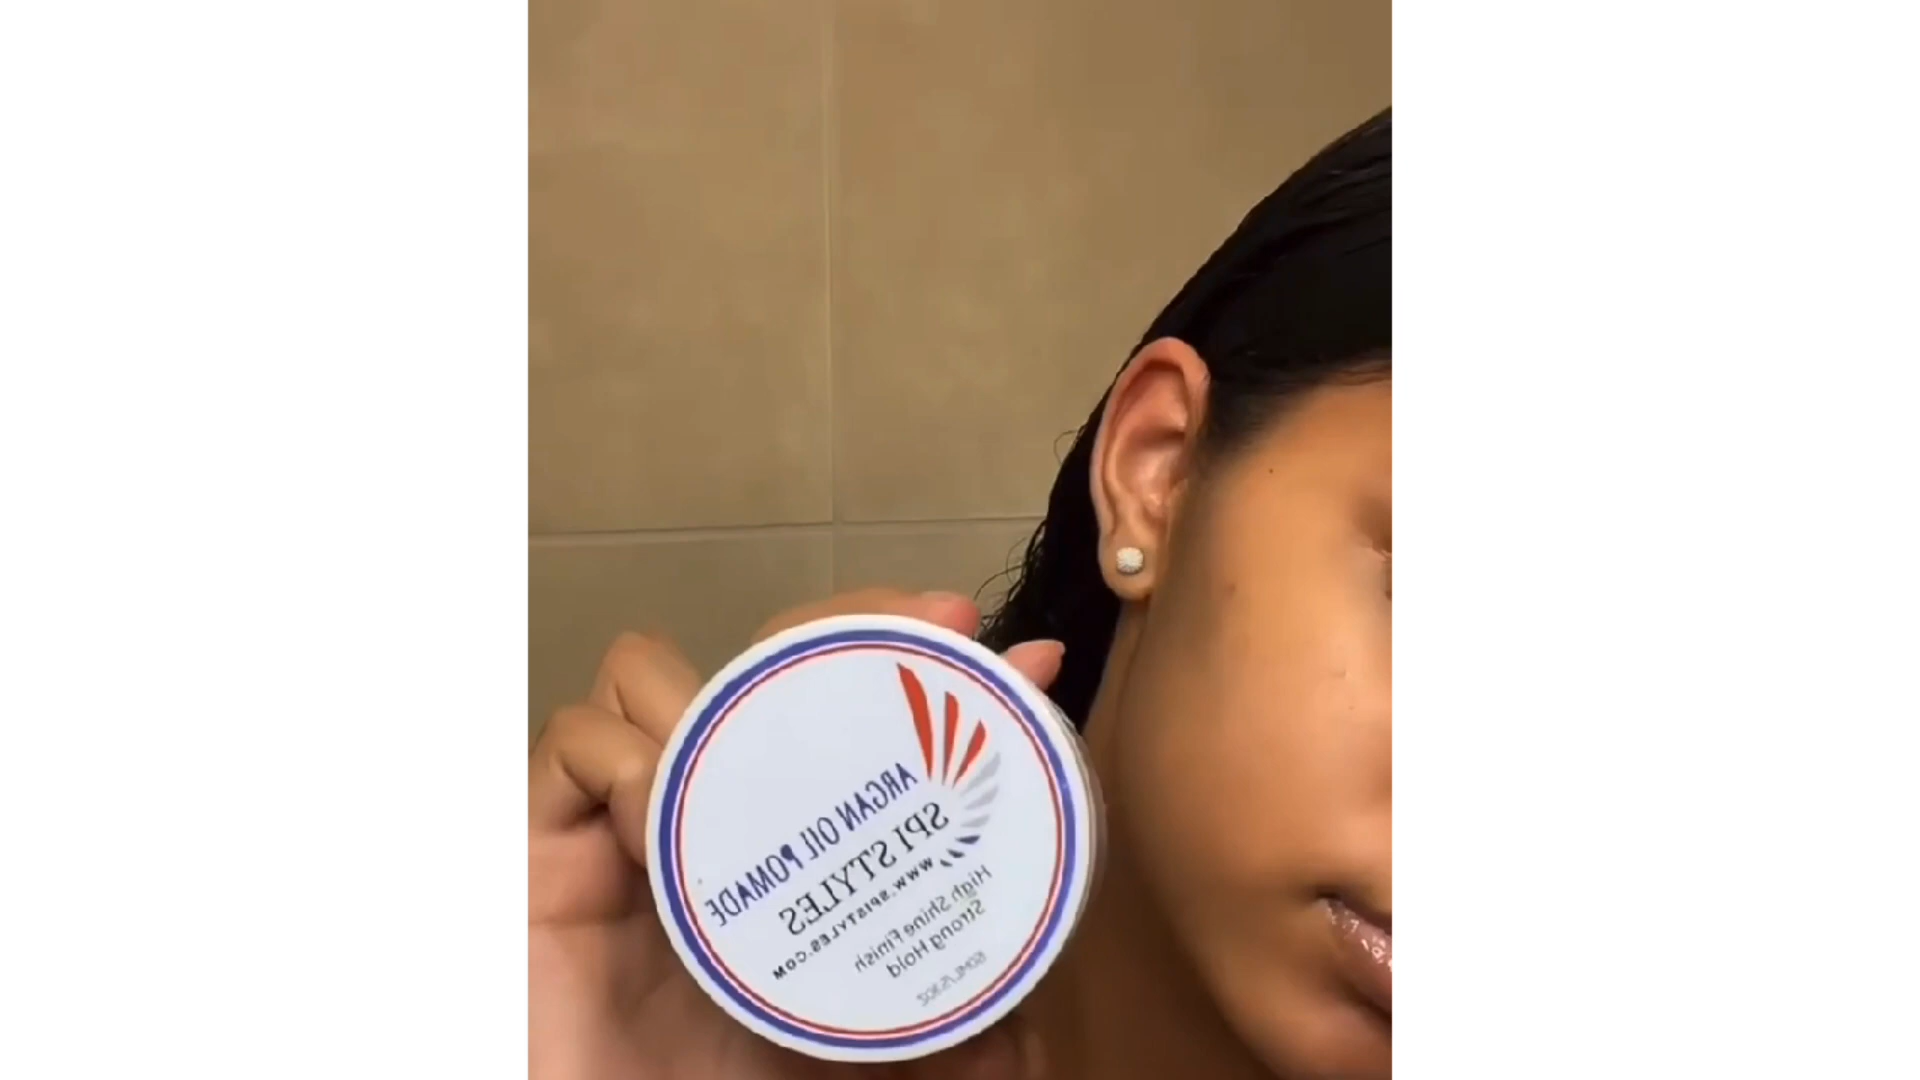 ARGAN OIL POMADE
SPI STYLES
WWW.SPISTYLES.COM
High Shine Finish
Strong Hold